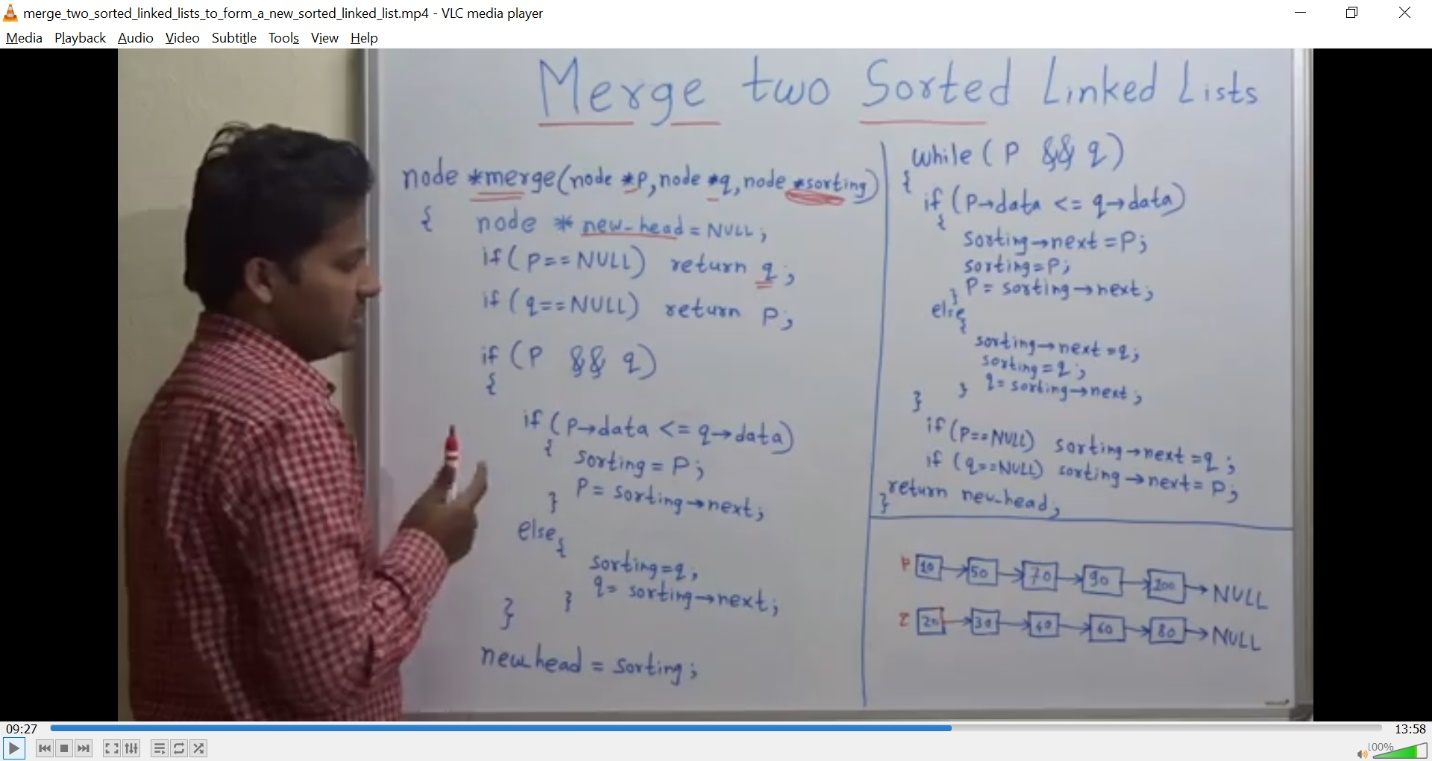 merge_two_sorted_linked_lists_to_form_a_new_sorted_linked_list.mp4 - VLC media player
Media Playback Audio Video Subtitle Tools View Help
Merge two Sorted Linked Lists
node *merge(node *p, node *q, node *sorting)
{ node * new_head = NULL;
if (p==NULL) return q;
if (q==NULL) return p;
if (P && q)
{
if (P→data <= q→data)
{ sorting = P;
P = sorting→next;
}
else
{
sorting=q;
q= sorting→next;
}
}
new_head = sorting;
while (P && q)
{
if (P→data <= q→data)
{
sorting→next = P;
sorting=P;
P = sorting→next;
}
else
{
sorting→next =q;
sorting=q;
} q= sorting→next;
}
if (P==NULL) sorting→next =q;
if (q==NULL) sorting→next= P;
return new_head;
}
P 10 → 50 → 70 → 90 → 100 → NULL
q 20 → 30 → 40 → 60 → 80 → NULL
09:27
13:58
100%